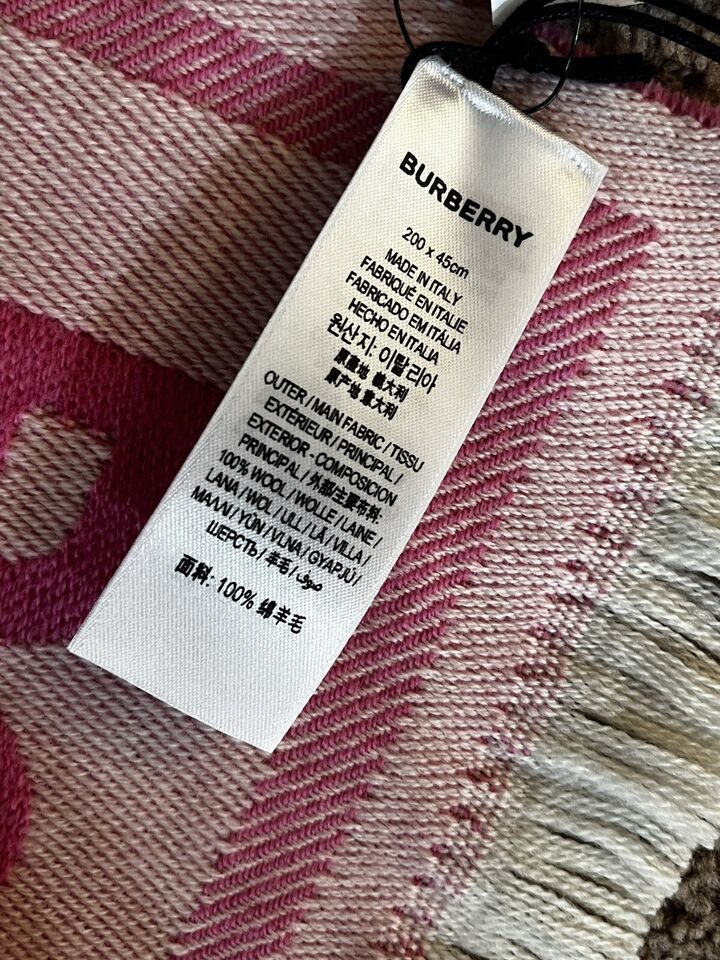 BURBERRY
200 x 45cm
MADE IN ITALY
FABRIQUÉ EN ITALIE
FABRICADO EM ITÁLIA
HECHO EN ITALIA
원산지: 이탈리아
原產地 義大利
原产地 意大利
OUTER / MAIN FABRIC / TISSU
EXTÉRIEUR / PRINCIPAL /
EXTERIOR - COMPOSICION
PRINCIPAL / 外部主要布料:
100% WOOL / WOLLE / LAINE /
LANA / WOL / ULL / LÃ / VILLA /
ΜΑΛΛΙ / YÜN / VLNA / GYAPJÚ /
ШЕРСТЬ / 羊毛 / صوف
面料: 100% 绵羊毛